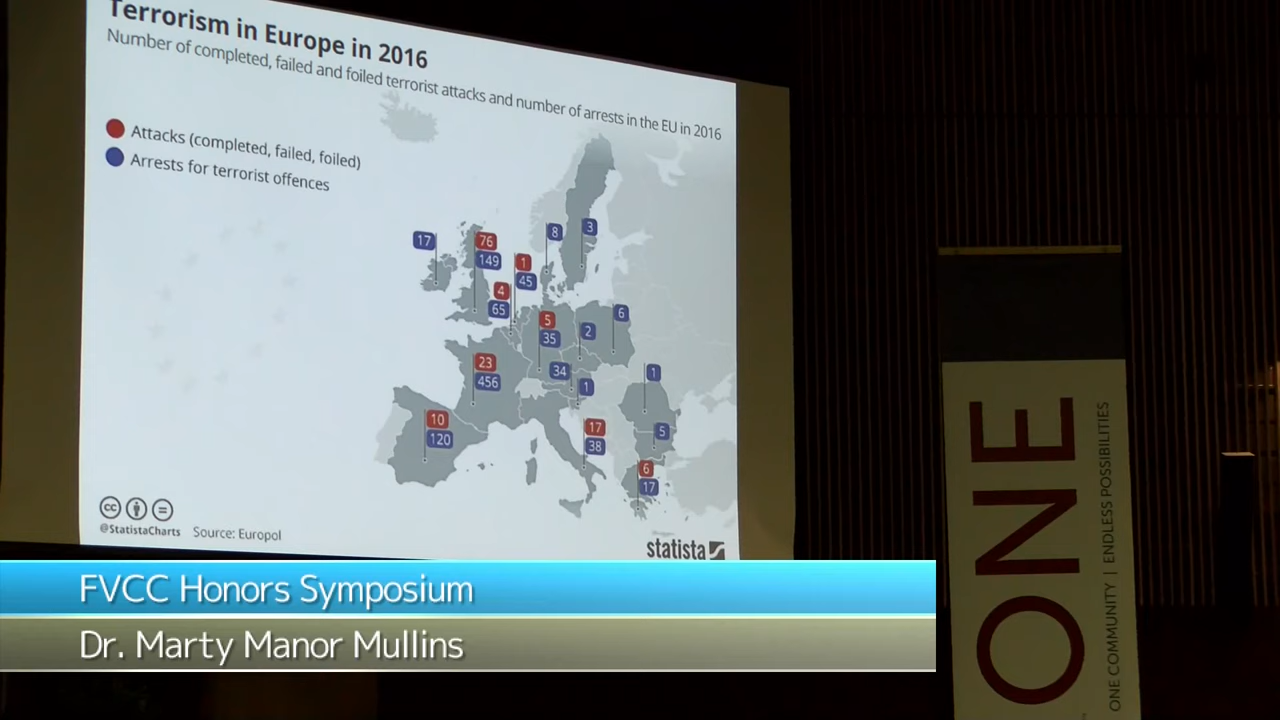 Terrorism in Europe in 2016
Number of completed, failed and foiled terrorist attacks and number of arrests in the EU in 2016
Attacks (completed, failed, foiled)
Arrests for terrorist offences
17
76
149
1
45
8
3
4
65
5
35
2
6
23
456
34
1
1
10
120
17
38
5
6
17
cc
@StatistaCharts
Source: Europol
statista
FVCC Honors Symposium
Dr. Marty Manor Mullins
ONE
ONE COMMUNITY | ENDLESS POSSIBILITIES